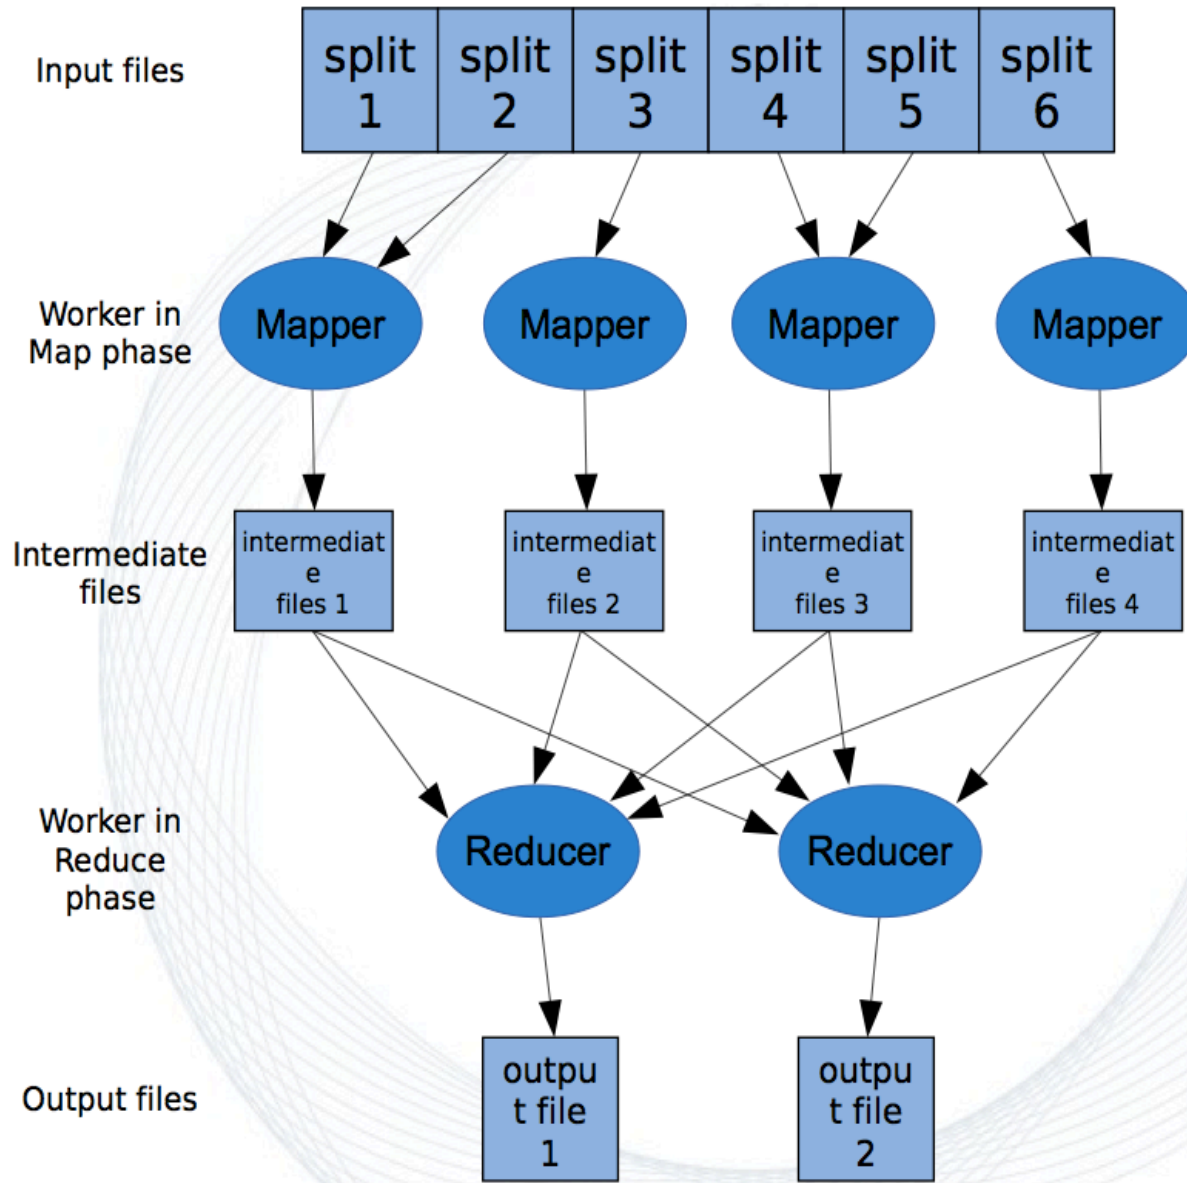 Input files
split
1
split
2
split
3
split
4
split
5
split
6
Worker in
Map phase
Mapper
Mapper
Mapper
Mapper
Intermediate
files
intermediat
e
files 1
intermediat
e
files 2
intermediat
e
files 3
intermediat
e
files 4
Worker in
Reduce
phase
Reducer
Reducer
Output files
outpu
t file
1
outpu
t file
2